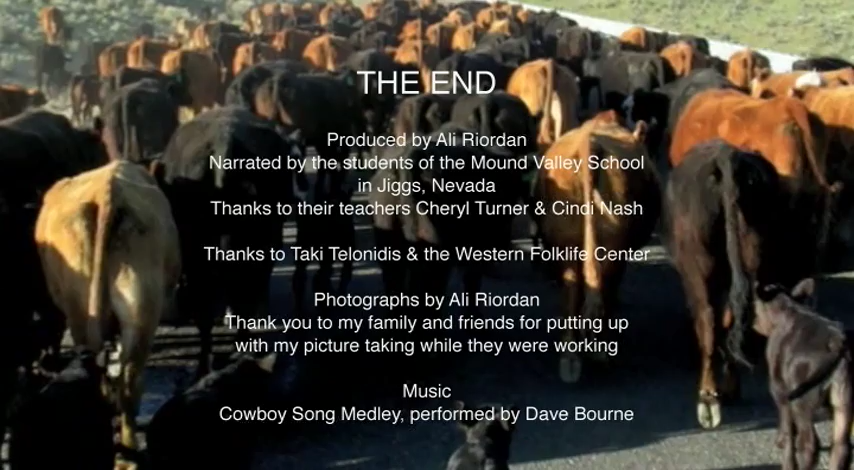 THE END
Produced by Ali Riordan
Narrated by the students of the Mound Valley School
in Jiggs, Nevada
Thanks to their teachers Cheryl Turner & Cindi Nash
Thanks to Taki Telonidis & the Western Folklife Center
Photographs by Ali Riordan
Thank you to my family and friends for putting up
with my picture taking while they were working
Music
Cowboy Song Medley, performed by Dave Bourne